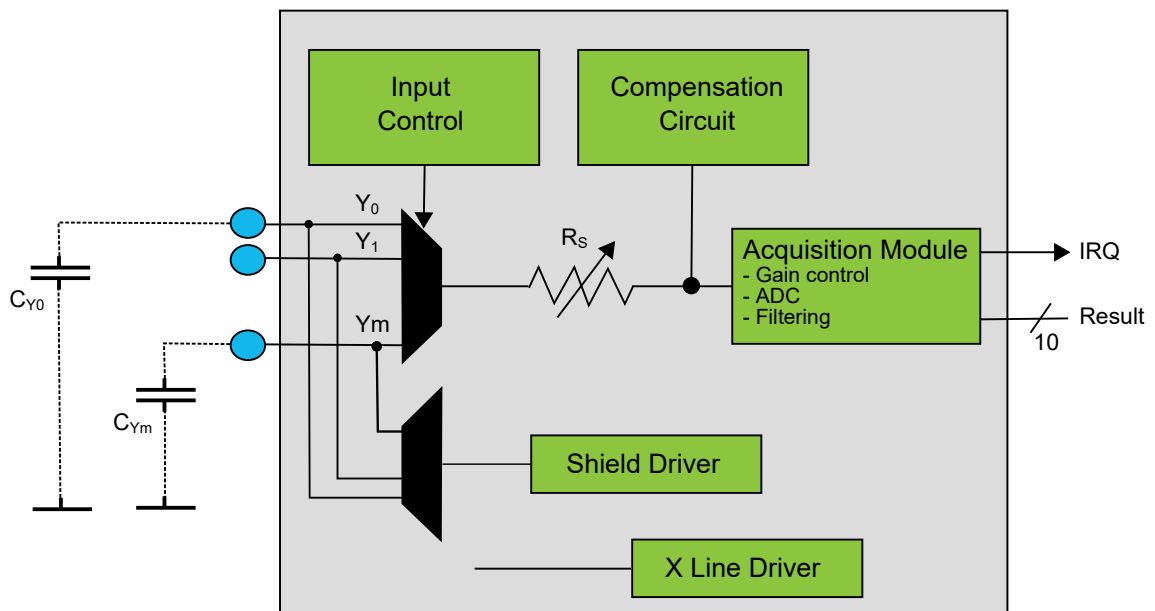 Input
Control
Compensation
Circuit
Y0
Y1
Ym
RS
Acquisition Module
- Gain control
- ADC
- Filtering
IRQ
Result
10
CY0
CYm
Shield Driver
X Line Driver